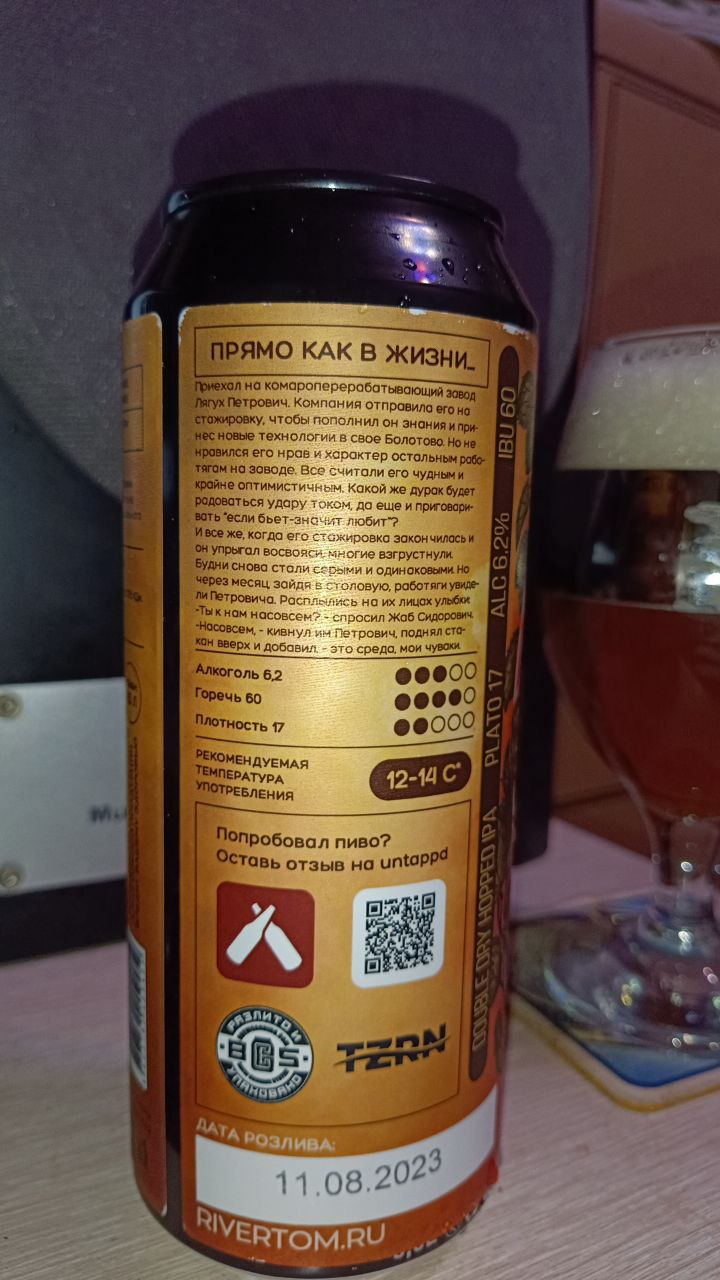 ПРЯМО КАК В ЖИЗНИ...
Приехал на комароперерабатывающий завод
Лягух Петрович. Компания отправила его на
стажировку, чтобы пополнил он знания и при-
нес новые технологии в свое Болотово. Но не
нравился его нрав и характер остальным рабо-
тягам на заводе. Все считали его чудным и
крайне оптимистичным. Какой же дурак будет
радоваться удару током, да еще и приговари-
вать "если бьет-значит любит"?
И все же, когда его стажировка закончилась и
он упрыгал восвояси, многие взгрустнули.
Будни снова стали серыми и одинаковыми. Но
через месяц, зайдя в столовую, работяги увиде-
ли Петровича. Расплылись на их лицах улыбки:
-Ты к нам насовсем? - спросил Жаб Сидорович.
-Насовсем, - кивнул им Петрович, поднял ста-
кан вверх и добавил: - это среда, мои чуваки.
Алкоголь 6,2
Горечь 60
Плотность 17
РЕКОМЕНДУЕМАЯ
ТЕМПЕРАТУРА
УПОТРЕБЛЕНИЯ
12-14 C°
Попробовал пиво?
Оставь отзыв на untappd
РАЗЛИТО И
BCS
УПАКОВАНО
TZRN
ДАТА РОЗЛИВА:
11.08.2023
RIVERTOM.RU
DOUBLE DRY HOPPED IPA PLATO 17 ALC 6.2% IBU 60